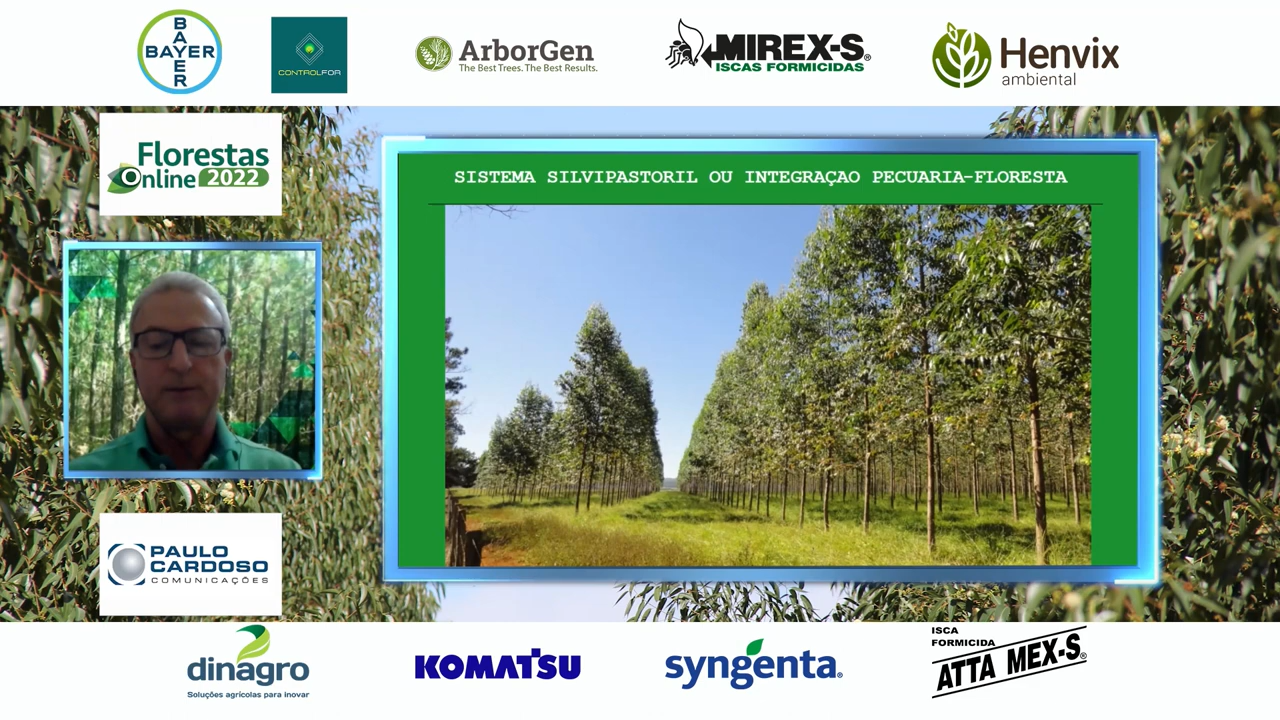 BAYER
BAYER
CONTROLFOR
ArborGen
The Best Trees. The Best Results.
MIREX-S®
ISCAS FORMICIDAS
Henvix
ambiental
Florestas
Online 2022
SISTEMA SILVIPASTORIL OU INTEGRAÇAO PECUARIA-FLORESTA
PAULO
CARDOSO
COMUNICAÇÕES
dinagro
Soluções agrícolas para inovar
KOMATSU
syngenta®
ISCA
FORMICIDA
ATTA MEX-S®